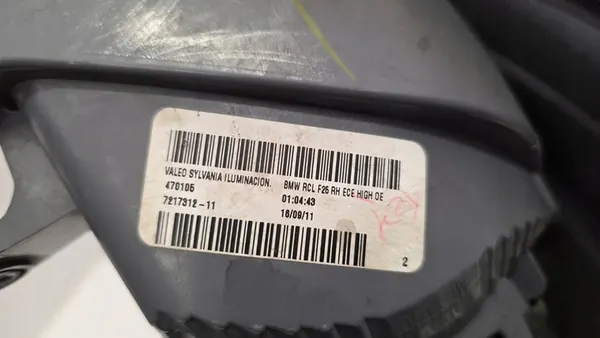 VALEO SYLVANIA ILUMINACION. BMW RCL F25 RH ECE HIGH OE
470105 01:04:43
7217312-11 16/09/11
2